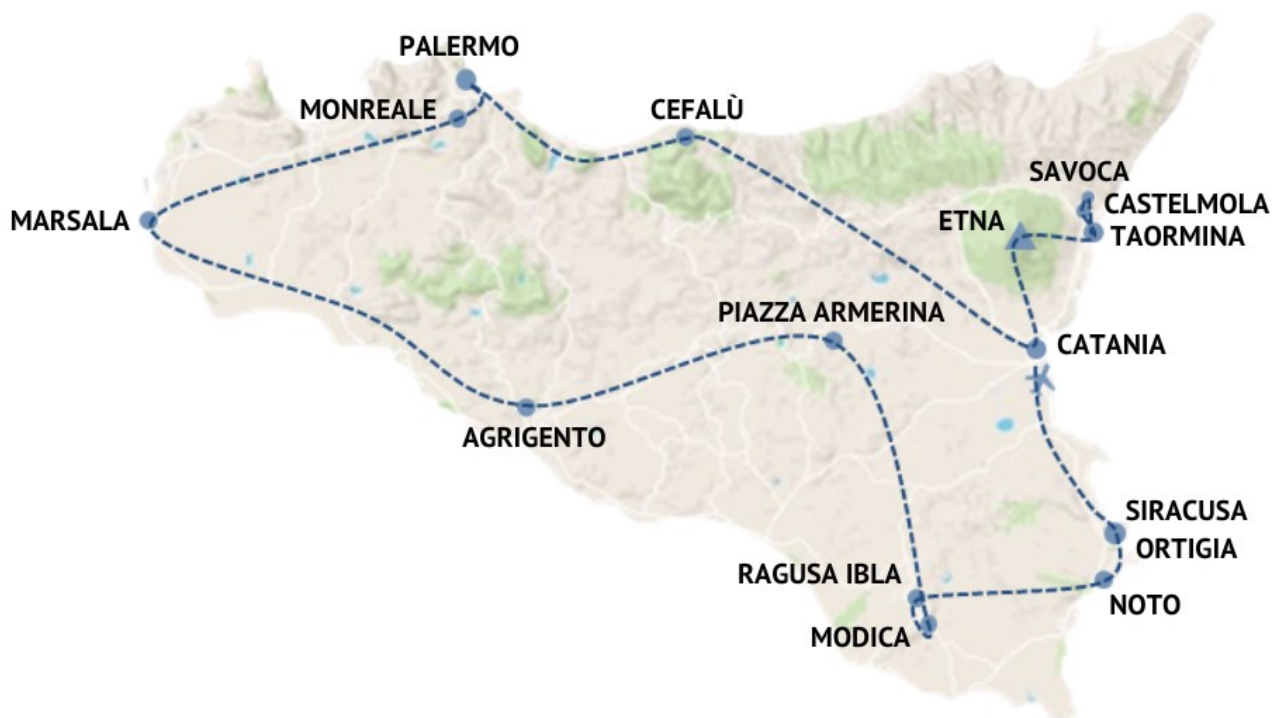 PALERMO
MONREALE
CEFALÙ
SAVOCA
CASTELMOLA
MARSALA
ETNA
TAORMINA
PIAZZA ARMERINA
CATANIA
AGRIGENTO
SIRACUSA
ORTIGIA
RAGUSA IBLA
NOTO
MODICA